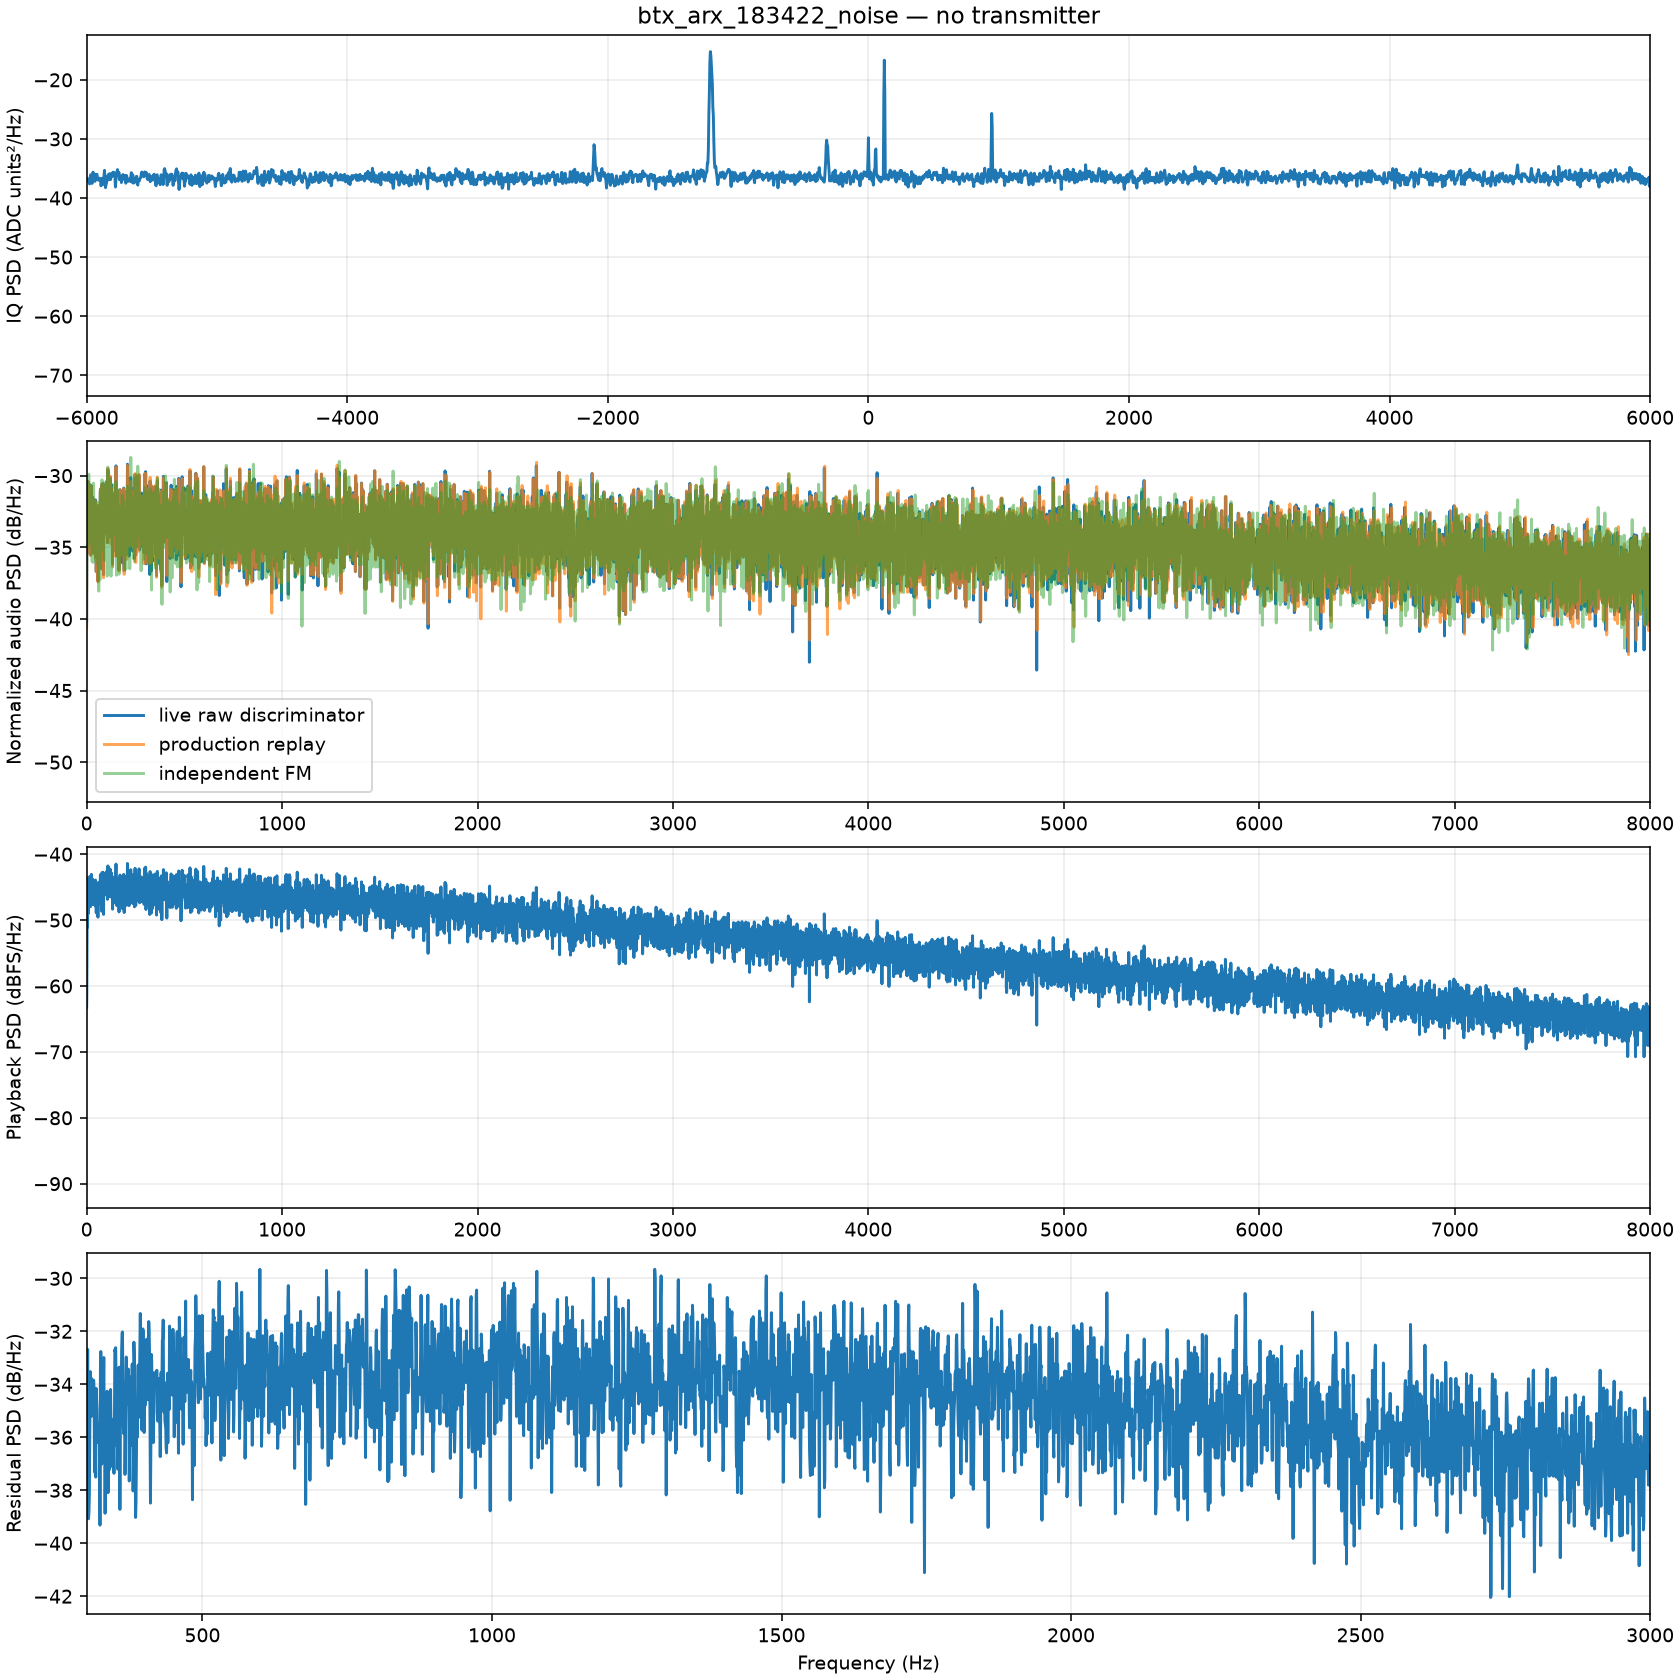 btx_arx_183422_noise — no transmitter
IQ PSD (ADC units²/Hz)
−20
−30
−40
−50
−60
−70
−6000 −4000 −2000 0 2000 4000 6000
Normalized audio PSD (dB/Hz)
−30
−35
−40
−45
−50
live raw discriminator
production replay
independent FM
0 1000 2000 3000 4000 5000 6000 7000 8000
Playback PSD (dBFS/Hz)
−40
−50
−60
−70
−80
−90
0 1000 2000 3000 4000 5000 6000 7000 8000
Residual PSD (dB/Hz)
−30
−32
−34
−36
−38
−40
−42
500 1000 1500 2000 2500 3000
Frequency (Hz)